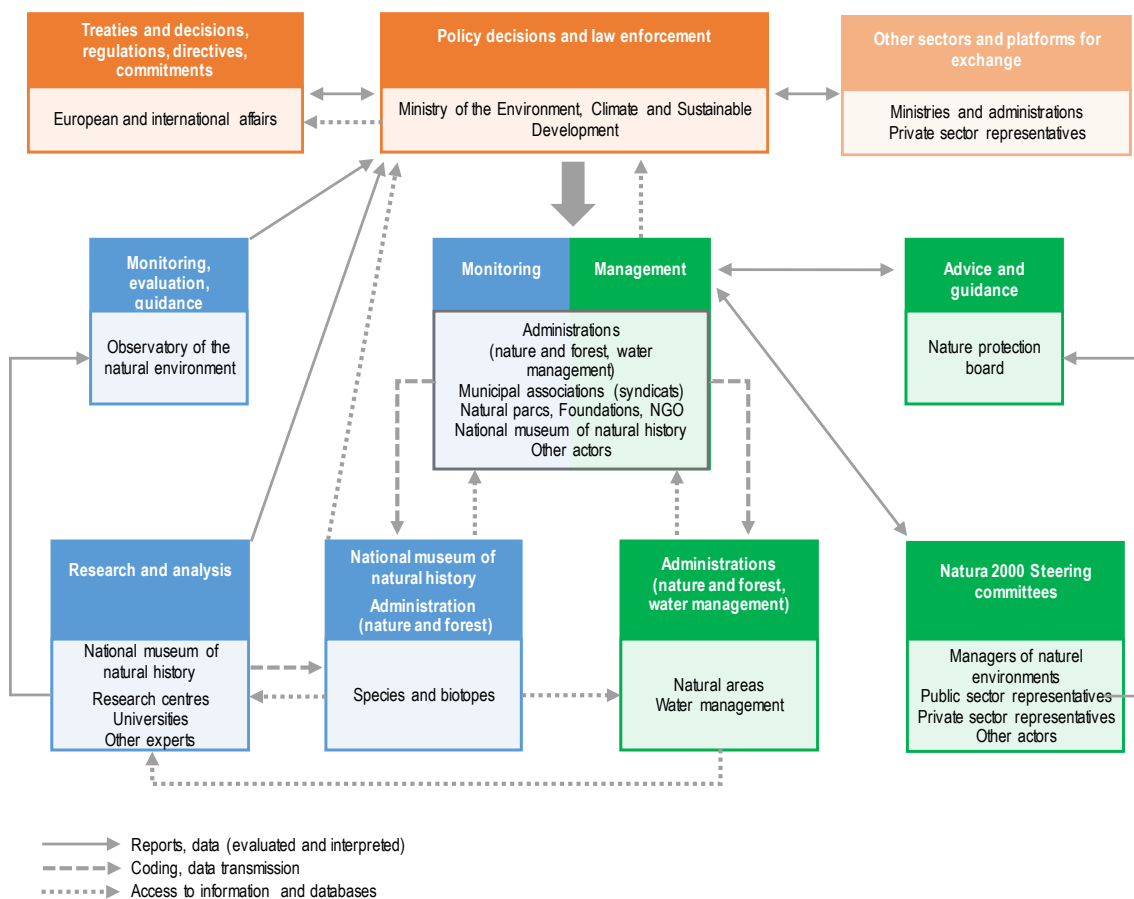 Treaties and decisions,
regulations, directives,
commitments
European and international affairs
Policy decisions and law enforcement
Ministry of the Environment, Climate and Sustainable
Development
Other sectors and platforms for
exchange
Ministries and administrations
Private sector representatives
Monitoring,
evaluation,
guidance
Observatory of the
natural environment
Monitoring
Management
Administrations
(nature and forest, water
management)
Municipal associations (syndicats)
Natural parcs, Foundations, NGO
National museum of natural history
Other actors
Advice and
guidance
Nature protection
board
Research and analysis
National museum of
natural history
Research centres
Universities
Other experts
National museum of
natural history
Administration
(nature and forest)
Species and biotopes
Administrations
(nature and forest,
water management)
Natural areas
Water management
Natura 2000 Steering
committees
Managers of naturel
environments
Public sector representatives
Private sector representatives
Other actors
Reports, data (evaluated and interpreted)
Coding, data transmission
Access to information and databases